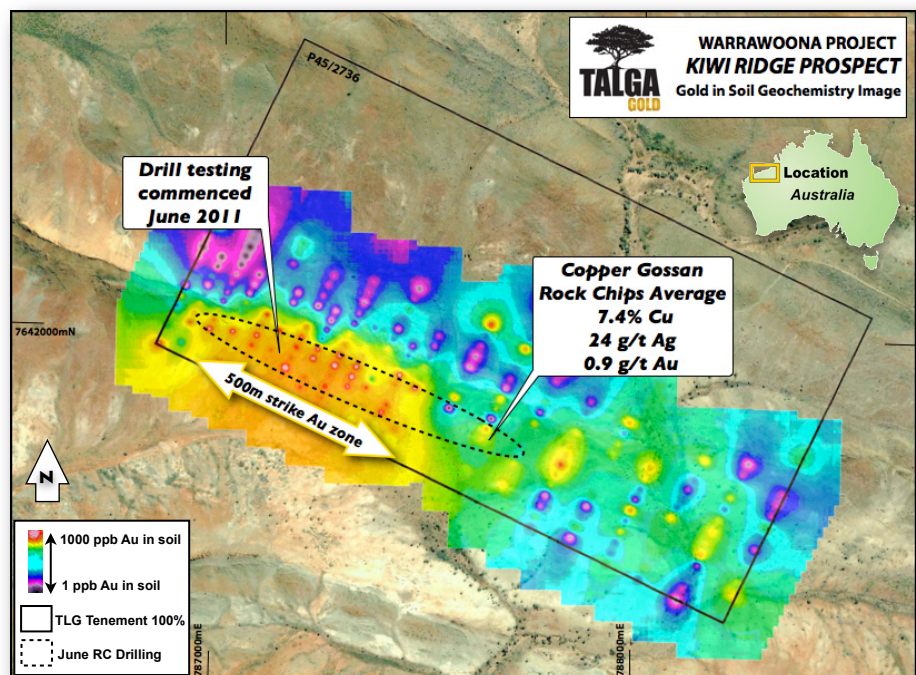 WARRAWOONA PROJECT
KIWI RIDGE PROSPECT
Gold in Soil Geochemistry Image
TALGA
GOLD
P45/2736
Location
Australia
Drill testing
commenced
June 2011
Copper Gossan
Rock Chips Average
7.4% Cu
24 g/t Ag
0.9 g/t Au
7642000mN
500m strike Au zone
N
1000 ppb Au in soil
1 ppb Au in soil
TLG Tenement 100%
June RC Drilling
787000mE
788000mE